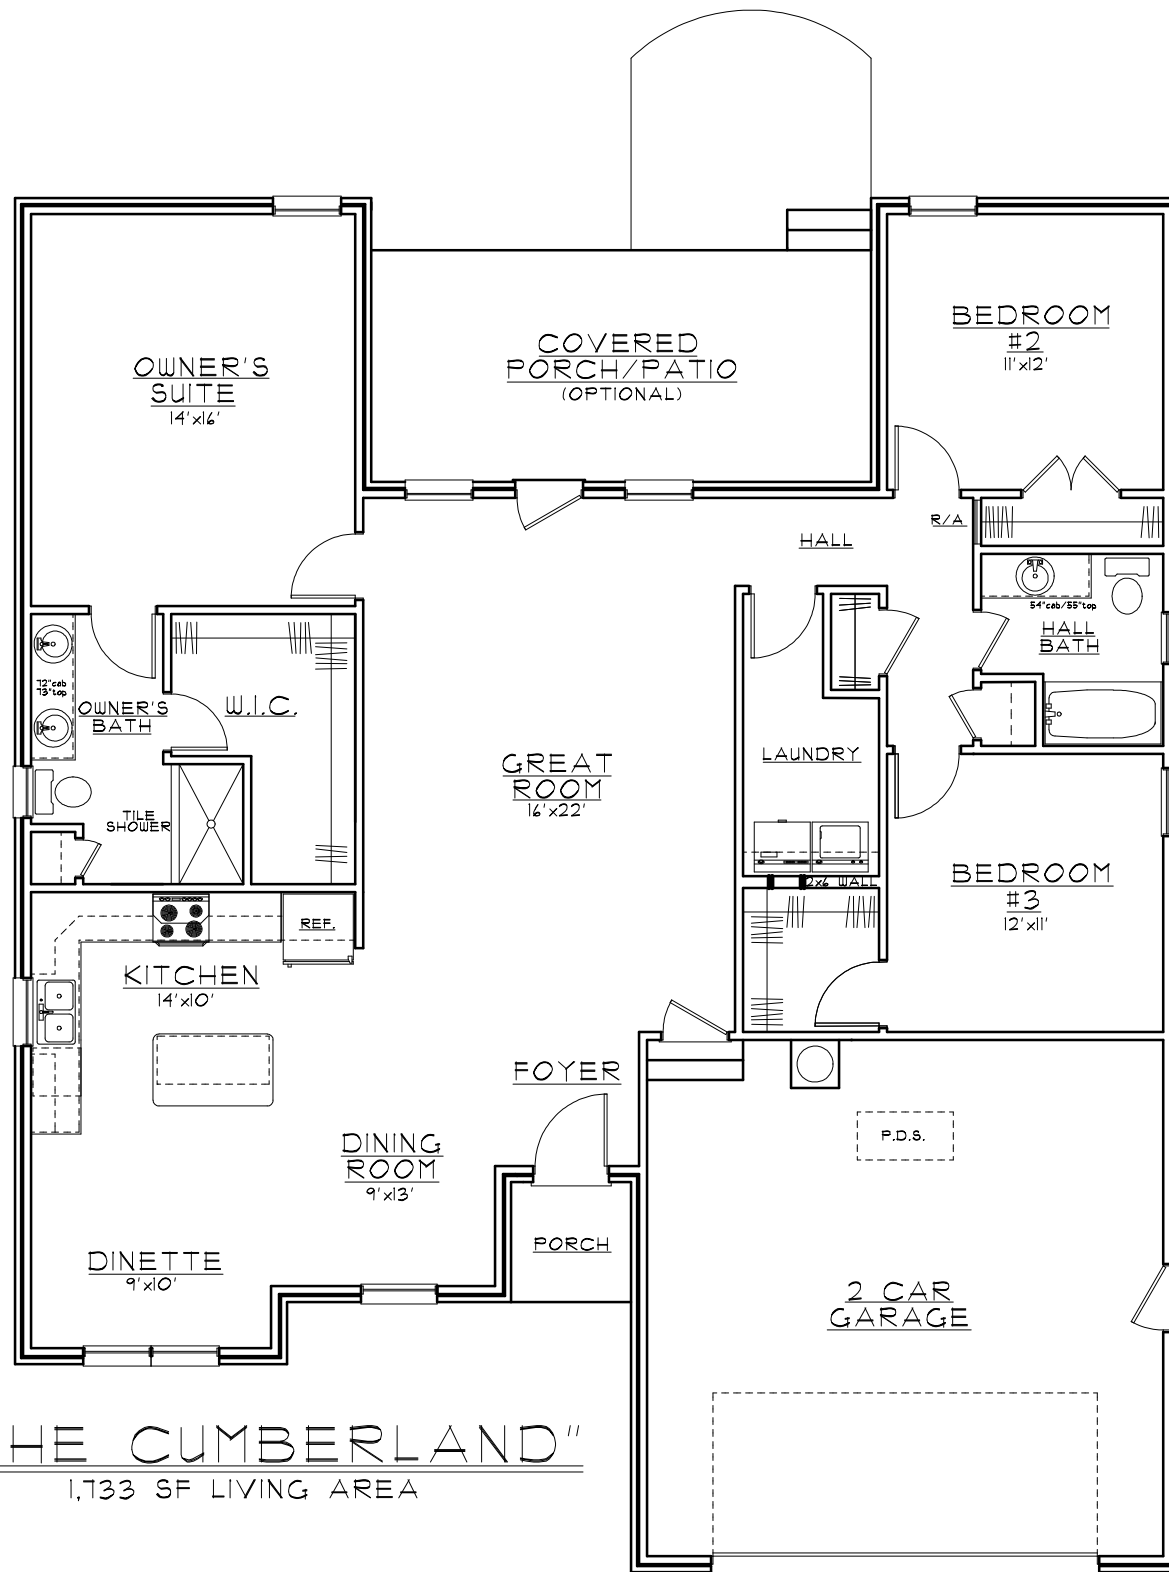 COVERED
PORCH/PATIO
(OPTIONAL)
OWNER'S
SUITE
14'x16'
BEDROOM
#2
11'x12'
R/A
HALL
54"cab/55"top
HALL
BATH
72"cab
73"top
OWNER'S
BATH
W.I.C.
TILE
SHOWER
GREAT
ROOM
16'x22'
LAUNDRY
2x6 WALL
BEDROOM
#3
12'x11'
REF.
KITCHEN
14'x10'
FOYER
DINING
ROOM
9'x13'
P.D.S.
PORCH
DINETTE
9'x10'
2 CAR
GARAGE
HE CUMBERLAND"
1,733 SF LIVING AREA